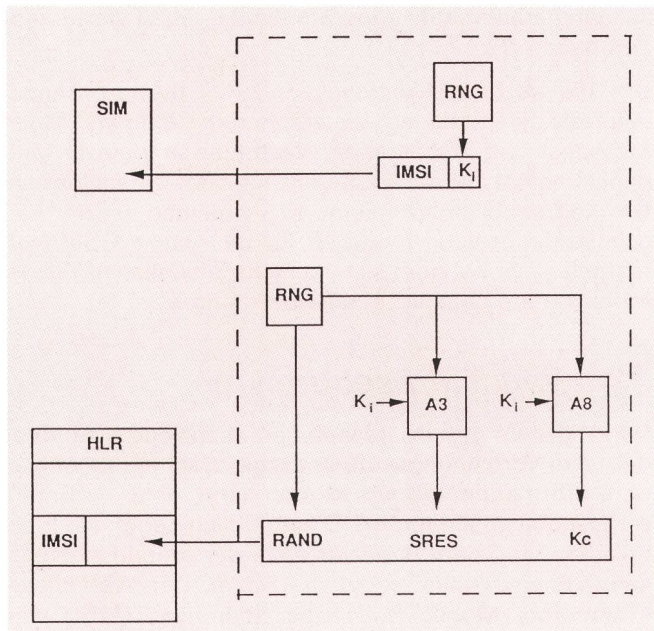 RNG
SIM
IMSI Ki
RNG
Ki A3 Ki A8
HLR
IMSI
RAND SRES Kc